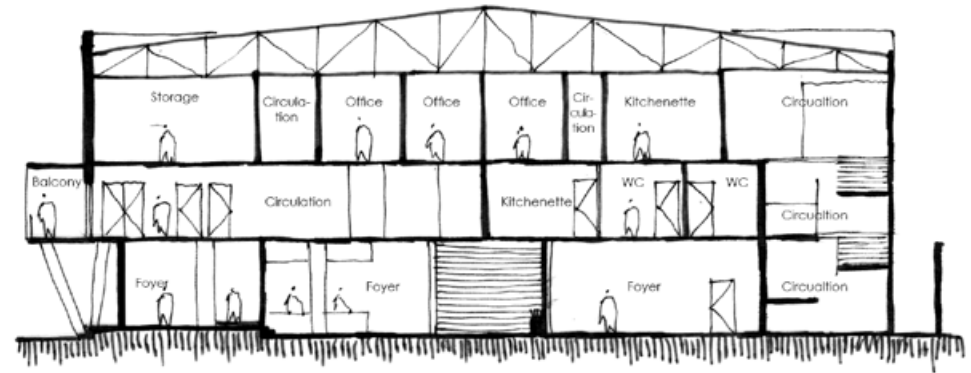 Storage
Circula-
tion
Office
Office
Office
Cir-
cula-
tion
Kitchenette
Circualtion
Balcony
Circulation
Kitchenette
WC
WC
Circualtion
Foyer
Foyer
Foyer
Circualtion